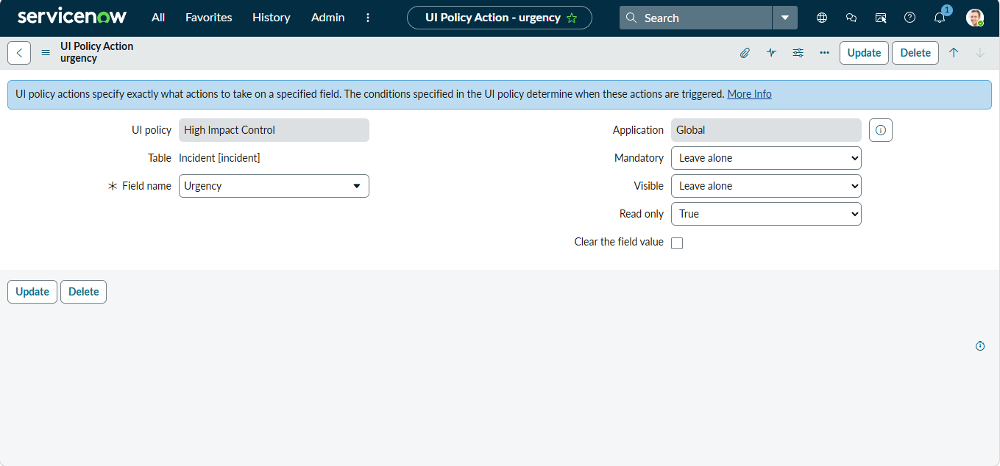 servicenow All Favorites History Admin UI Policy Action - urgency Search 1
UI Policy Action
urgency
Update Delete
UI policy actions specify exactly what actions to take on a specified field. The conditions specified in the UI policy determine when these actions are triggered. More Info
UI policy High Impact Control
Application Global
Table Incident [incident]
Mandatory Leave alone
Field name Urgency
Visible Leave alone
Read only True
Clear the field value
Update Delete